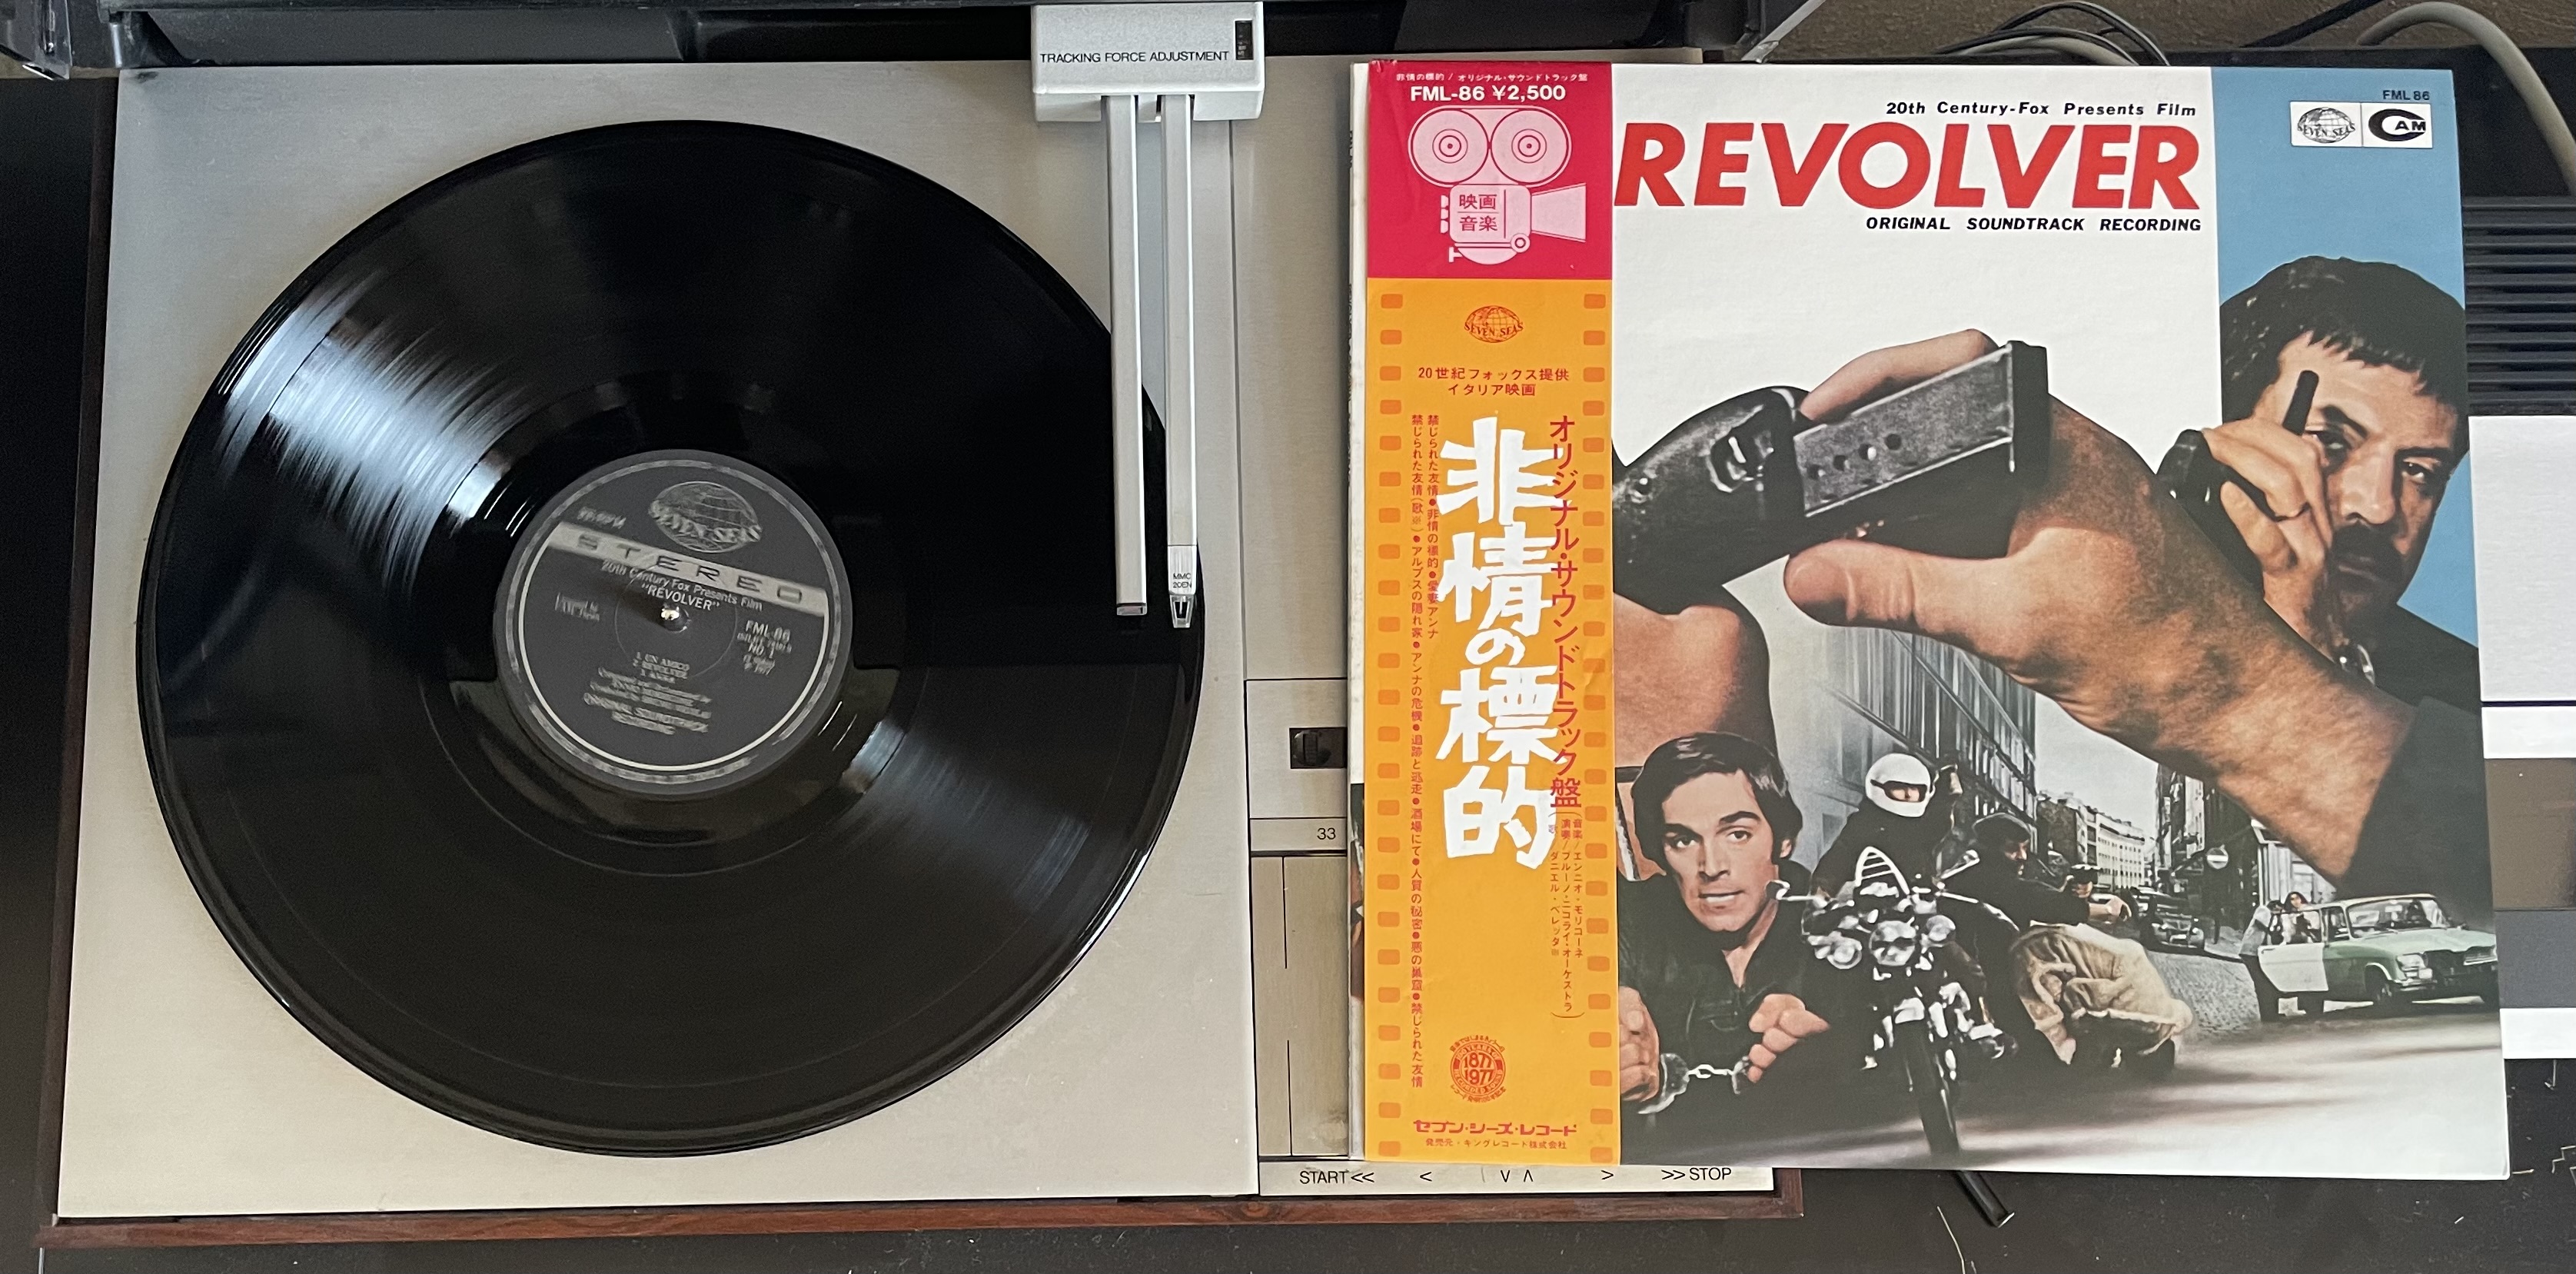 TRACKING FORCE ADJUSTMENT
SEVEN SEAS
STEREO
20th Century-Fox Presents Film
"REVOLVER"
FML-86
NO. 1
1. UN AMICO
2. REVOLVER
3. ANNA
ORIGINAL SOUNDTRACK
RECORDING
MMC
20EN
33
START<<
<
V Λ
>
>> STOP
非情の標的 / オリジナル・サウンドトラック盤
FML-86 ¥2,500
映画
音楽
SEVEN SEAS
20世紀フォックス提供
イタリア映画
オリジナル・サウンドトラック盤
音楽/エンニオ・モリコーネ
演奏/ブルーノ・ニコライ・オーケストラ
ダニエル・ベレッタ※
非情の標的
禁じられた友情●非情の標的●愛妻アンナ
禁じられた友情(歌※)●アルプスの隠れ家●アンナの危機●追跡と逃走●酒場にて●人質の秘密●悪の巣窟●禁じられた友情
1877
1977
セブン・シーズ・レコード
発売元・キングレコード株式会社
FML 86
SEVEN SEAS
CAM
20th Century-Fox Presents Film
REVOLVER
ORIGINAL SOUNDTRACK RECORDING